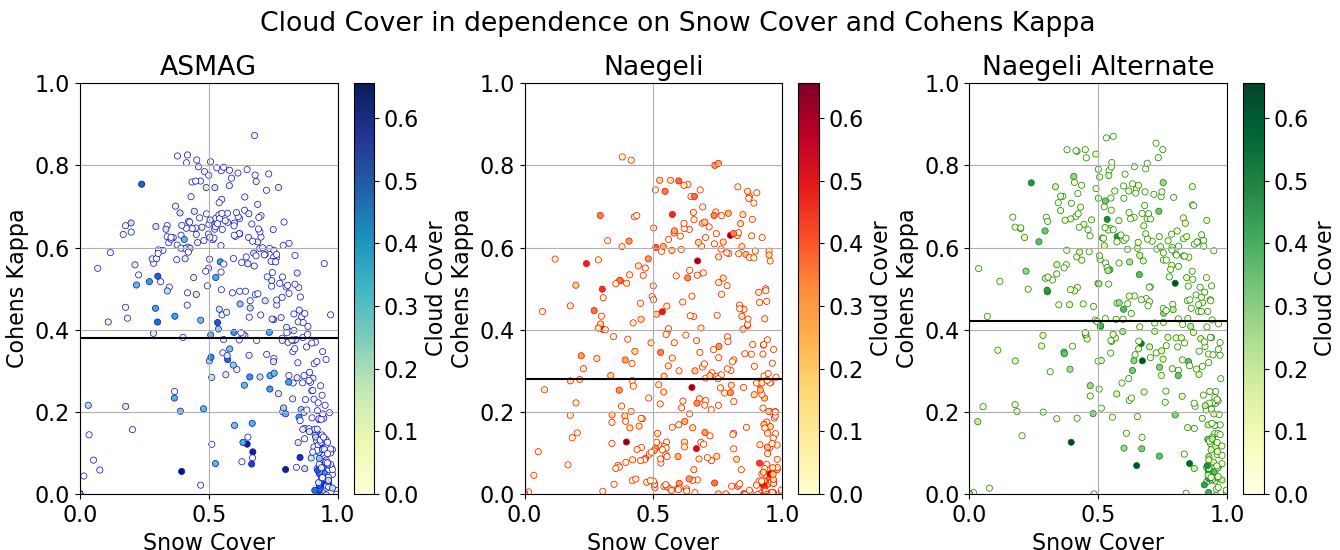 Cloud Cover in dependence on Snow Cover and Cohens Kappa
ASMAG
1.0
0.8
0.6
0.4
0.2
0.0
Cohens Kappa
0.0 0.5 1.0
Snow Cover
0.6
0.5
0.4
0.3
0.2
0.1
0.0
Cloud Cover
Naegeli
1.0
0.8
0.6
0.4
0.2
0.0
Cohens Kappa
0.0 0.5 1.0
Snow Cover
0.6
0.5
0.4
0.3
0.2
0.1
0.0
Cloud Cover
Naegeli Alternate
1.0
0.8
0.6
0.4
0.2
0.0
Cohens Kappa
0.0 0.5 1.0
Snow Cover
0.6
0.5
0.4
0.3
0.2
0.1
0.0
Cloud Cover